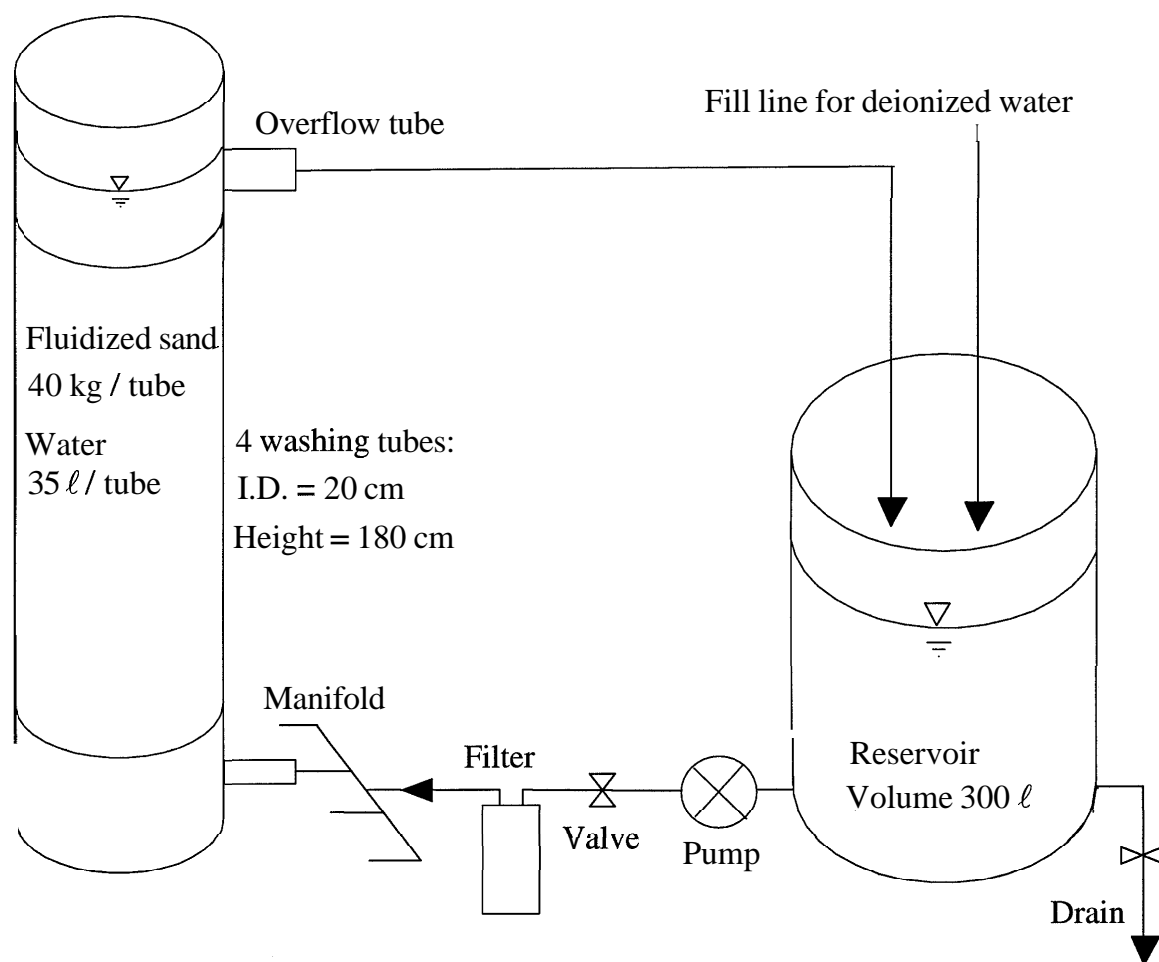 Fill line for deionized water
Overflow tube
Fluidized sand
40 kg / tube
Water
35 ℓ / tube
4 washing tubes:
I.D. = 20 cm
Height = 180 cm
Manifold
Filter
Valve
Pump
Reservoir
Volume 300 ℓ
Drain